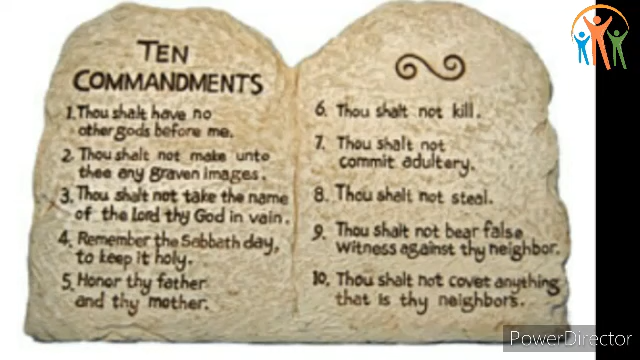 TEN
COMMANDMENTS
1. Thou shalt have no
other gods before me.
2. Thou shalt not make unto
thee any graven images.
3. Thou shalt not take the name
of the Lord thy God in vain.
4. Remember the Sabbath day,
to keep it holy.
5. Honor thy father
and thy mother.
6. Thou shalt not kill.
7. Thou shalt not
commit adultery.
8. Thou shalt not steal.
9. Thou shalt not bear false
witness against thy neighbor.
10. Thou shalt not covet anything
that is thy neighbors.
PowerDirector